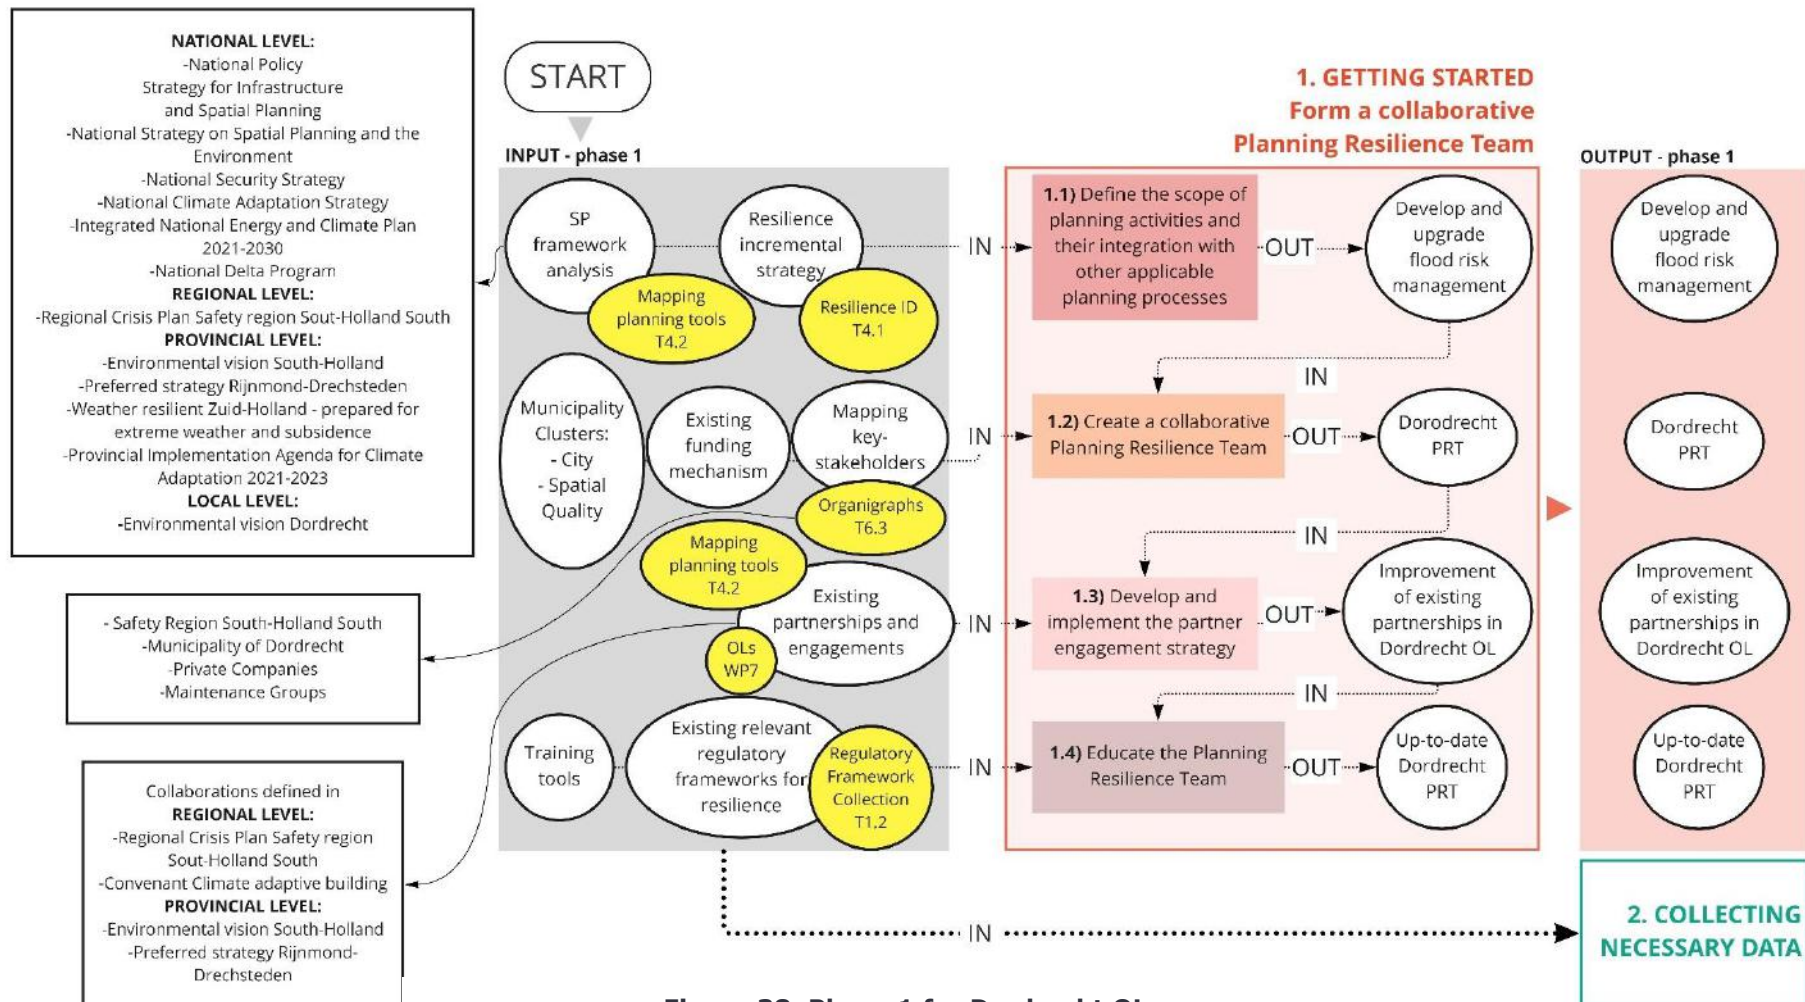 NATIONAL LEVEL:
-National Policy
Strategy for Infrastructure
and Spatial Planning
-National Strategy on Spatial Planning and the
Environment
-National Security Strategy
-National Climate Adaptation Strategy
-Integrated National Energy and Climate Plan
2021-2030
-National Delta Program
REGIONAL LEVEL:
-Regional Crisis Plan Safety region Sout-Holland South
PROVINCIAL LEVEL:
-Environmental vision South-Holland
-Preferred strategy Rijnmond-Drechsteden
-Weather resilient Zuid-Holland - prepared for
extreme weather and subsidence
-Provincial Implementation Agenda for Climate
Adaptation 2021-2023
LOCAL LEVEL:
-Environmental vision Dordrecht
- Safety Region South-Holland South
-Municipality of Dordrecht
-Private Companies
-Maintenance Groups
Collaborations defined in
REGIONAL LEVEL:
-Regional Crisis Plan Safety region
Sout-Holland South
-Convenant Climate adaptive building
PROVINCIAL LEVEL:
-Environmental vision South-Holland
-Preferred strategy Rijnmond-
Drechsteden
START
INPUT - phase 1
SP
framework
analysis
Resilience
incremental
strategy
Mapping
planning tools
T4.2
Resilience ID
T4.1
Municipality
Clusters:
- City
- Spatial
Quality
Existing
funding
mechanism
Mapping
key-
stakeholders
Organigraphs
T6.3
Mapping
planning tools
T4.2
Existing
partnerships and
engagements
OLs
WP7
Training
tools
Existing relevant
regulatory
frameworks for
resilience
Regulatory
Framework
Collection
T1.2
IN
IN
IN
IN
IN
1. GETTING STARTED
Form a collaborative
Planning Resilience Team
1.1) Define the scope of
planning activities and
their integration with
other applicable
planning processes
OUT
Develop and
upgrade
flood risk
management
IN
1.2) Create a collaborative
Planning Resilience Team
OUT
Dorodrecht
PRT
IN
1.3) Develop and
implement the partner
engagement strategy
OUT
Improvement
of existing
partnerships in
Dordrecht OL
IN
1.4) Educate the Planning
Resilience Team
OUT
Up-to-date
Dordrecht
PRT
OUTPUT - phase 1
Develop and
upgrade
flood risk
management
Dordrecht
PRT
Improvement
of existing
partnerships in
Dordrecht OL
Up-to-date
Dordrecht
PRT
2. COLLECTING
NECESSARY DATA